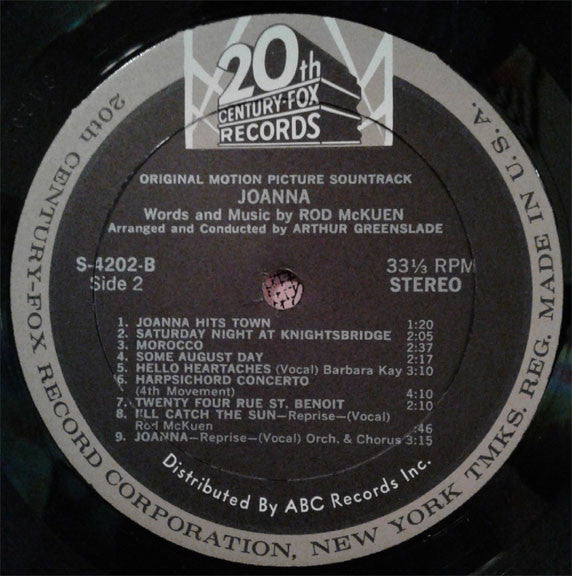 20th
CENTURY-FOX
RECORDS
ORIGINAL MOTION PICTURE SOUNTRACK
JOANNA
Words and Music by ROD McKUEN
Arranged and Conducted by ARTHUR GREENSLADE
S-4202-B 33⅓ RPM
Side 2 STEREO
1. JOANNA HITS TOWN 1:20
2. SATURDAY NIGHT AT KNIGHTSBRIDGE 2:05
3. MOROCCO 2:37
4. SOME AUGUST DAY 2:17
5. HELLO HEARTACHES (Vocal) Barbara Kay 3:10
6. HARPSICHORD CONCERTO
(4th Movement) 4:10
7. TWENTY FOUR RUE ST. BENOIT 2:10
8. I'LL CATCH THE SUN—Reprise—(Vocal)
Rod McKuen :46
9. JOANNA—Reprise—(Vocal) Orch. & Chorus 3:15
Distributed By ABC Records Inc.
20th CENTURY-FOX RECORD CORPORATION, NEW YORK TMKS. REG. MADE IN U.S.A.